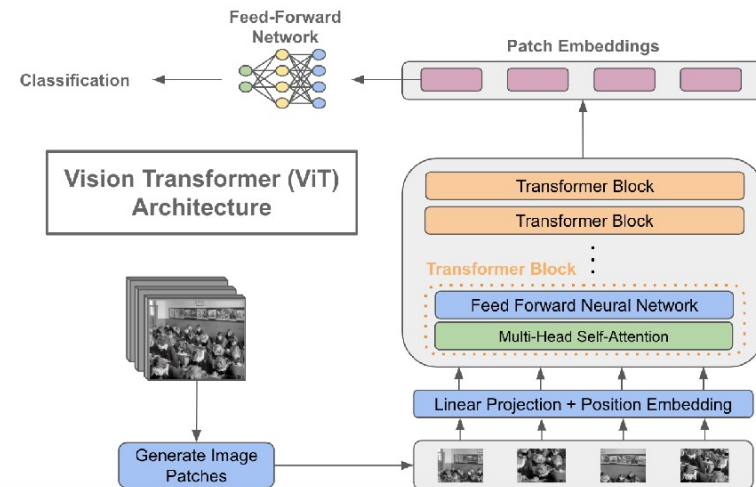 Feed-Forward
Network
Patch Embeddings
Classification
Vision Transformer (ViT)
Architecture
Transformer Block
Transformer Block
Transformer Block
Feed Forward Neural Network
Multi-Head Self-Attention
Linear Projection + Position Embedding
Generate Image
Patches